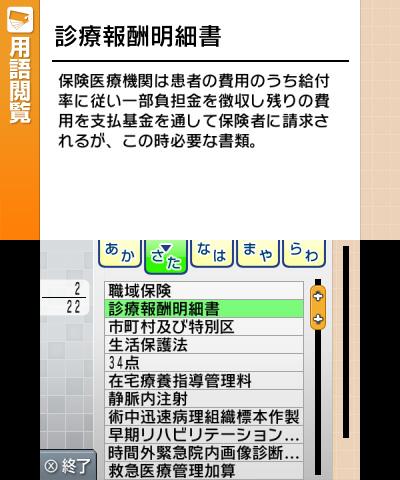 用語閲覧
診療報酬明細書
保険医療機関は患者の費用のうち給付
率に従い一部負担金を徴収し残りの費
用を支払基金を通して保険者に請求さ
れるが、この時必要な書類。
あか
さた
なは
まや
らわ
2
22
職域保険
診療報酬明細書
市町村及び特別区
生活保護法
34点
在宅療養指導管理料
静脈内注射
術中迅速病理組織標本作製
早期リハビリテーション...
時間外緊急院内画像診断...
救急医療管理加算
Ⓧ終了